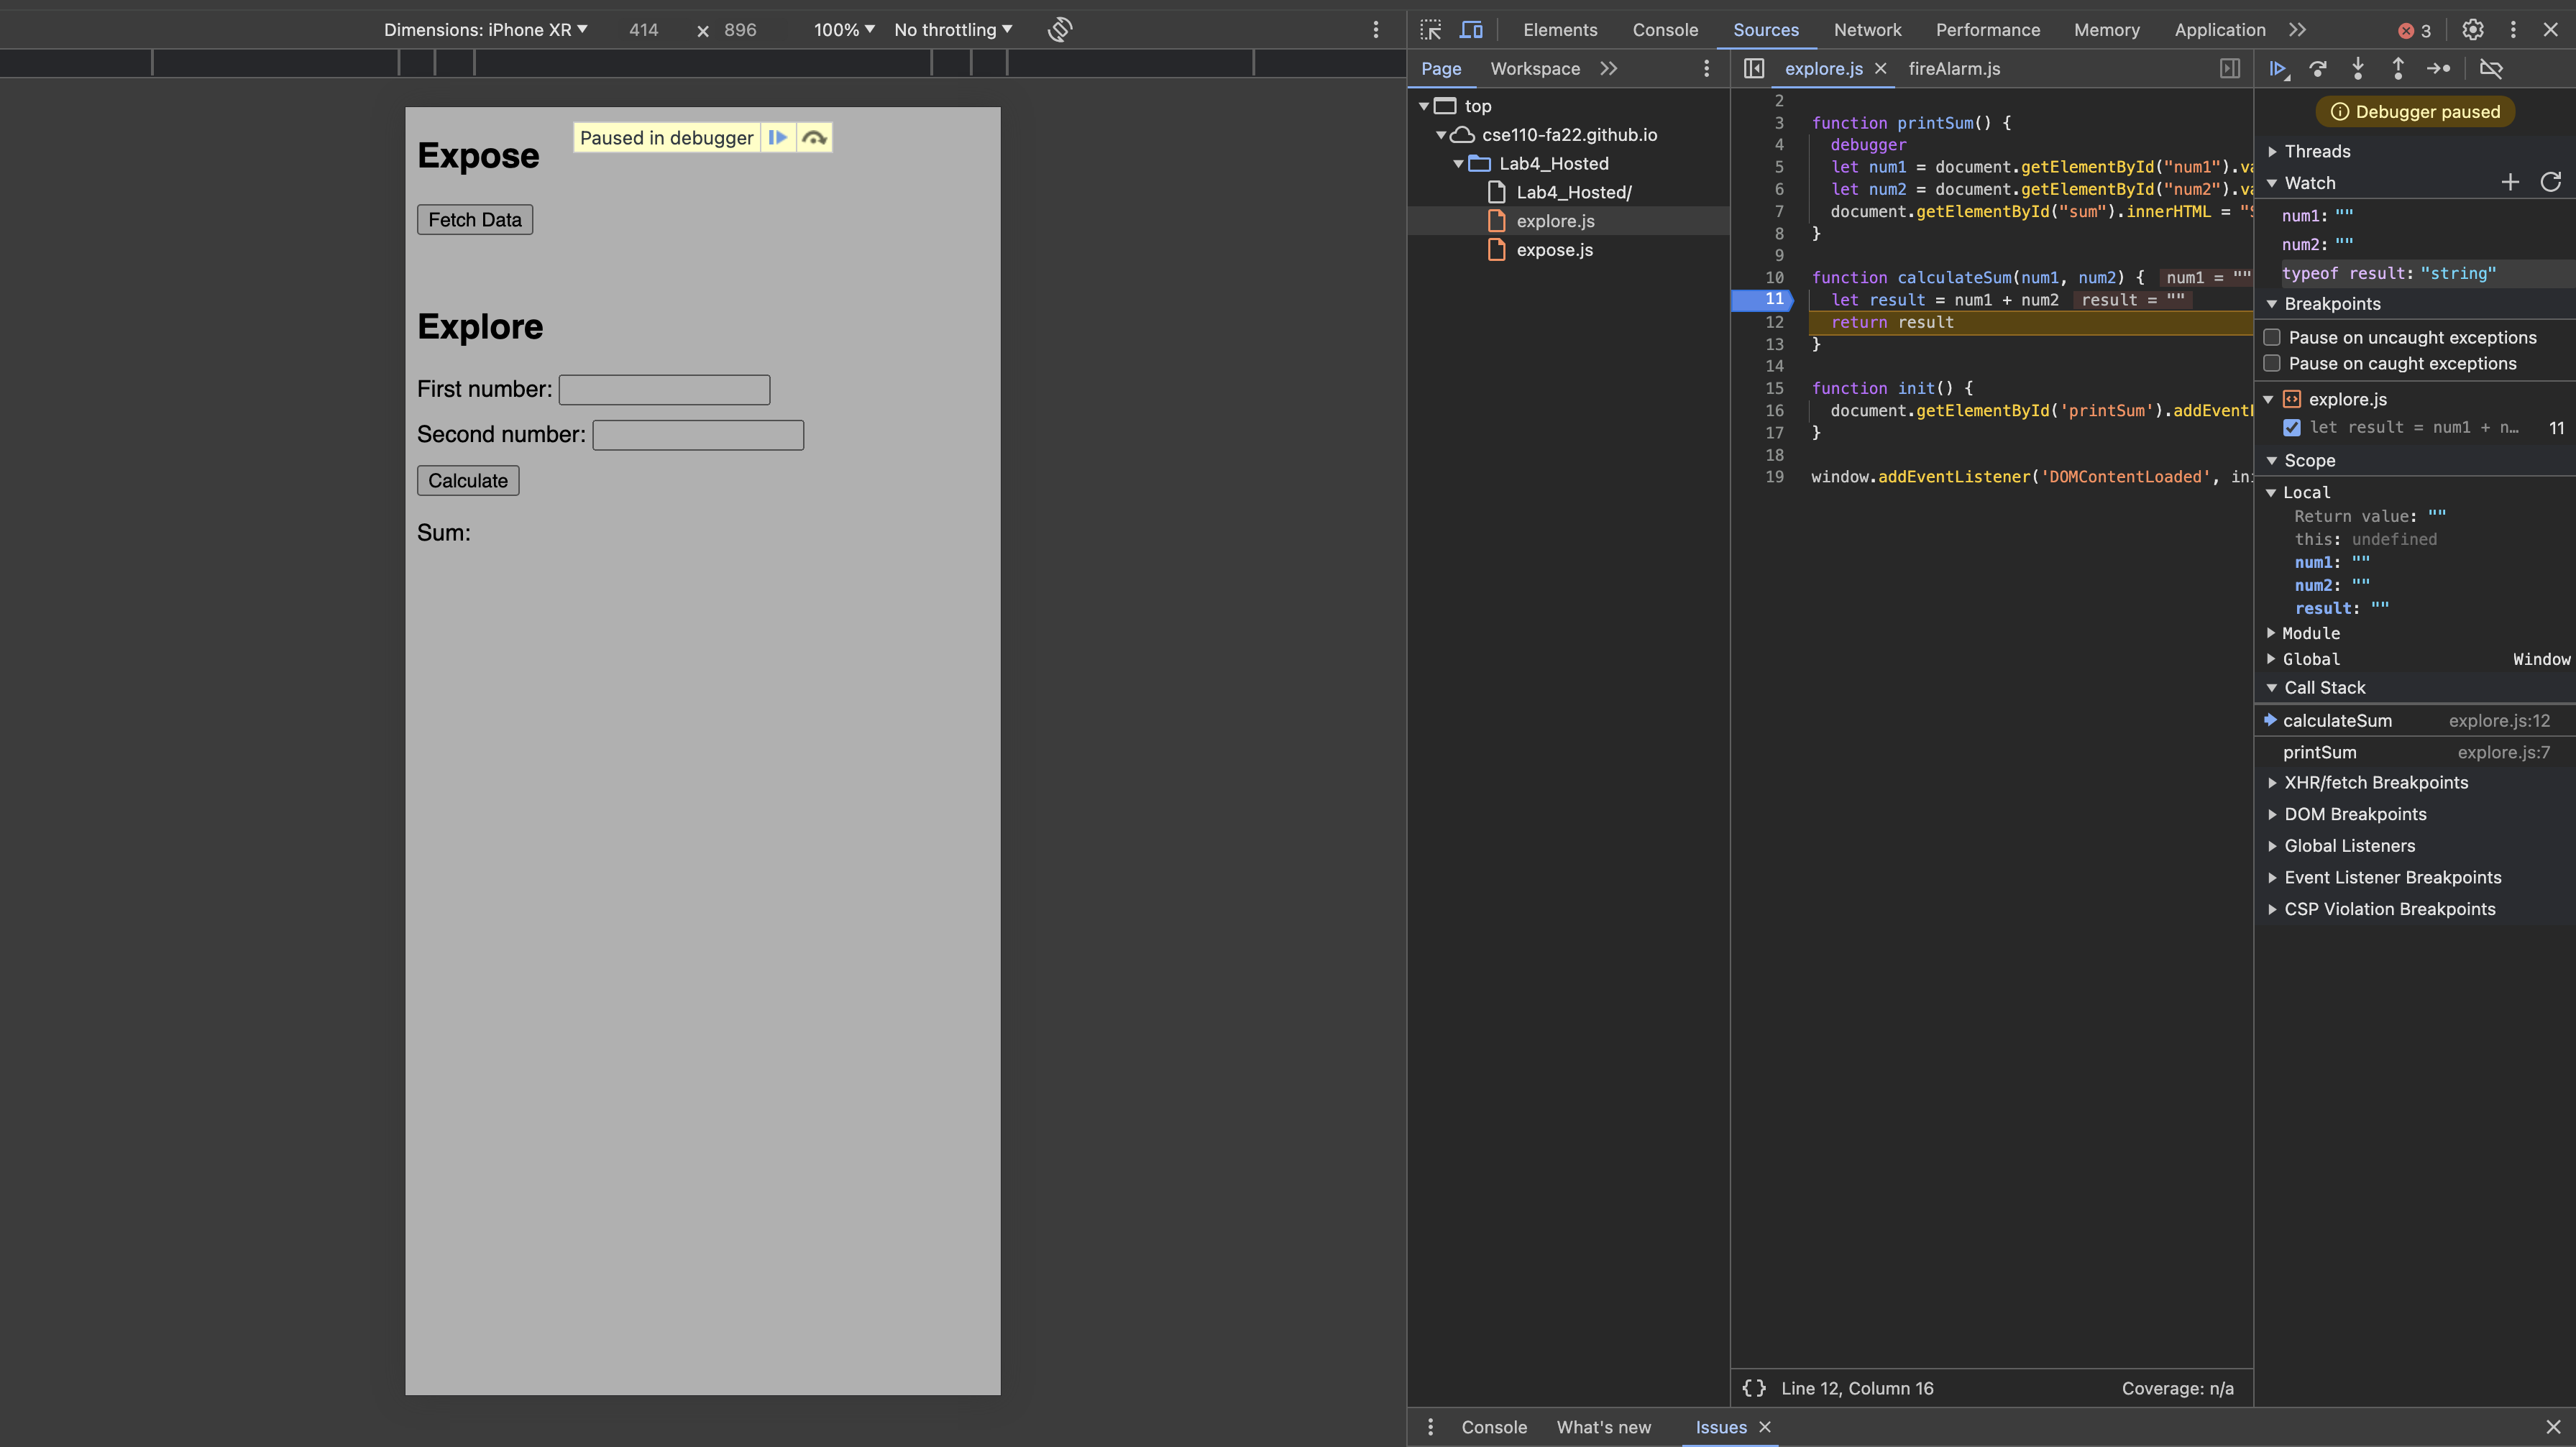 Dimensions: iPhone XR 414 × 896 100% No throttling
Expose
Paused in debugger
Fetch Data
Explore
First number:
Second number:
Calculate
Sum:
Elements Console Sources Network Performance Memory Application 3
Page Workspace
top
cse110-fa22.github.io
Lab4_Hosted
Lab4_Hosted/
explore.js
expose.js
explore.js fireAlarm.js
2
3 function printSum() {
4 debugger
5 let num1 = document.getElementById("num1").va
6 let num2 = document.getElementById("num2").va
7 document.getElementById("sum").innerHTML = "S
8 }
9
10 function calculateSum(num1, num2) { num1 = ""
11 let result = num1 + num2 result = ""
12 return result
13 }
14
15 function init() {
16 document.getElementById('printSum').addEventL
17 }
18
19 window.addEventListener('DOMContentLoaded', ini
{} Line 12, Column 16 Coverage: n/a
Debugger paused
Threads
Watch
num1: ""
num2: ""
typeof result: "string"
Breakpoints
Pause on uncaught exceptions
Pause on caught exceptions
explore.js
let result = num1 + n… 11
Scope
Local
Return value: ""
this: undefined
num1: ""
num2: ""
result: ""
Module
Global Window
Call Stack
calculateSum explore.js:12
printSum explore.js:7
XHR/fetch Breakpoints
DOM Breakpoints
Global Listeners
Event Listener Breakpoints
CSP Violation Breakpoints
Console What's new Issues